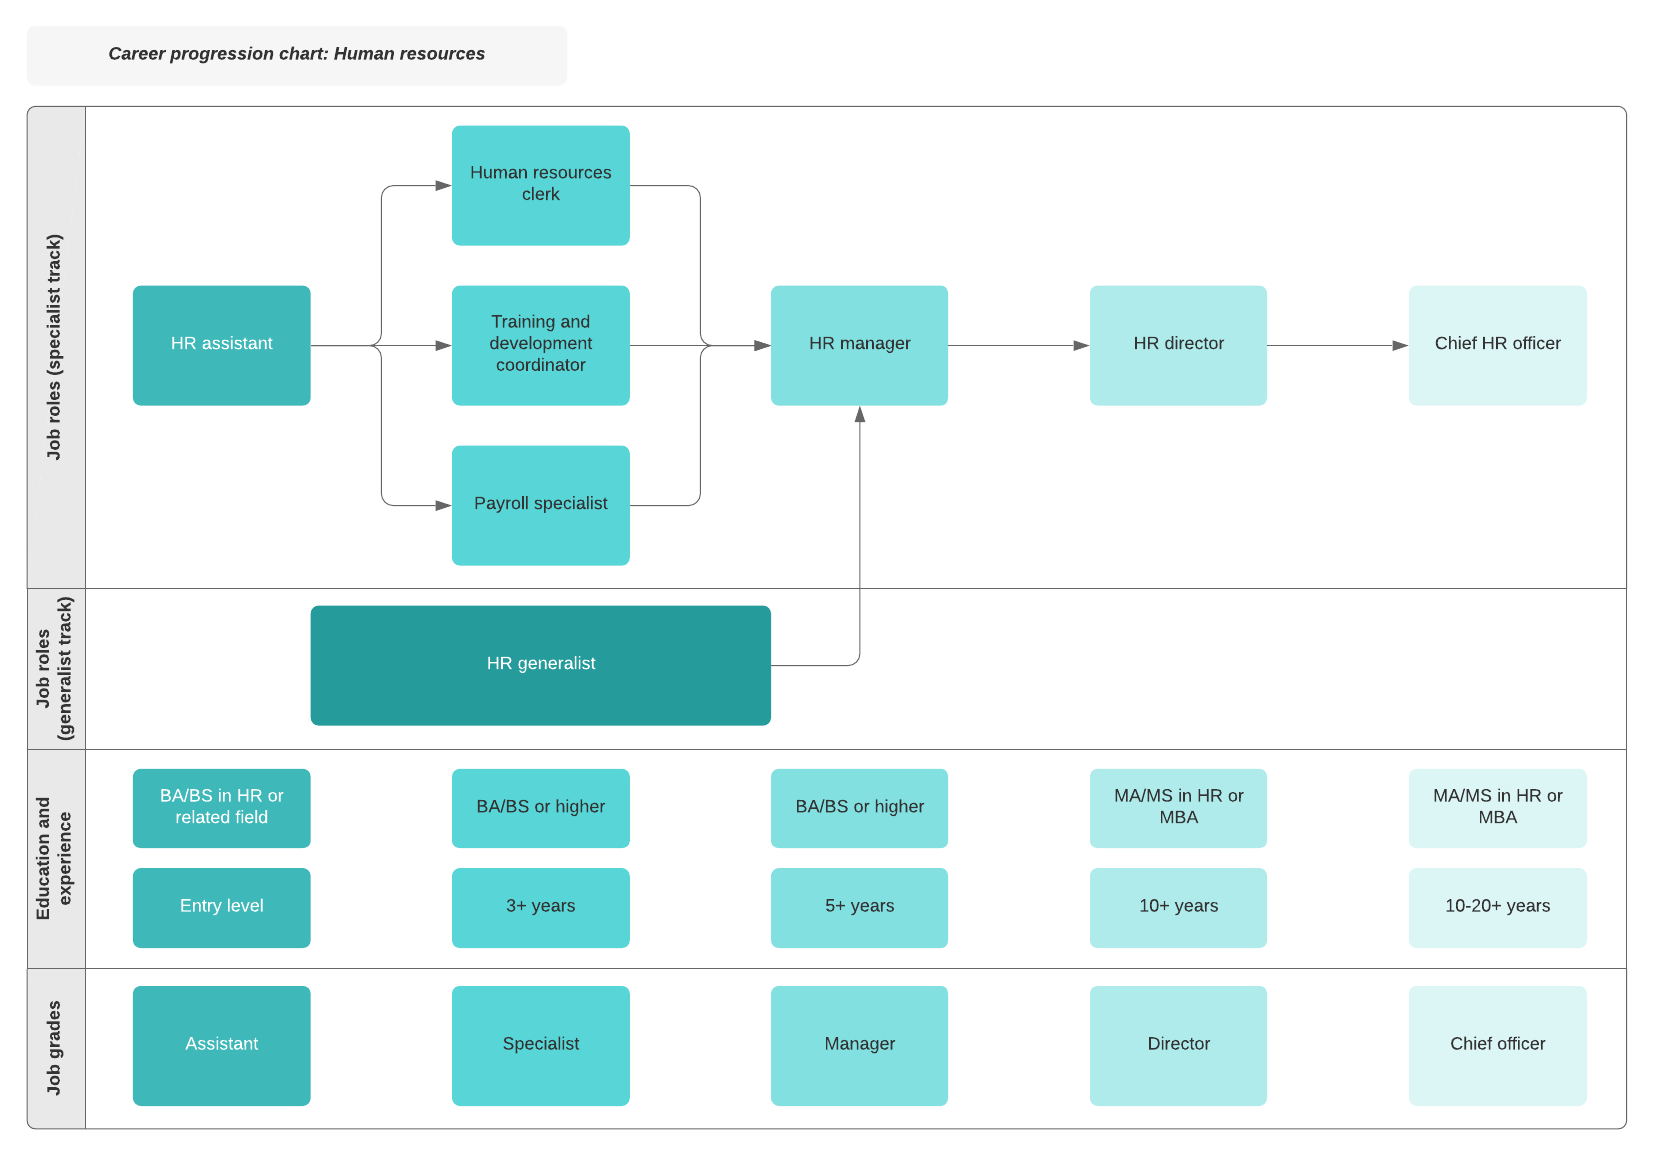 Career progression chart: Human resources
Job roles (specialist track)
Human resources
clerk
HR assistant
Training and
development
coordinator
HR manager
HR director
Chief HR officer
Payroll specialist
Job roles
(generalist track)
HR generalist
Education and
experience
BA/BS in HR or
related field
BA/BS or higher
BA/BS or higher
MA/MS in HR or
MBA
MA/MS in HR or
MBA
Entry level
3+ years
5+ years
10+ years
10-20+ years
Job grades
Assistant
Specialist
Manager
Director
Chief officer